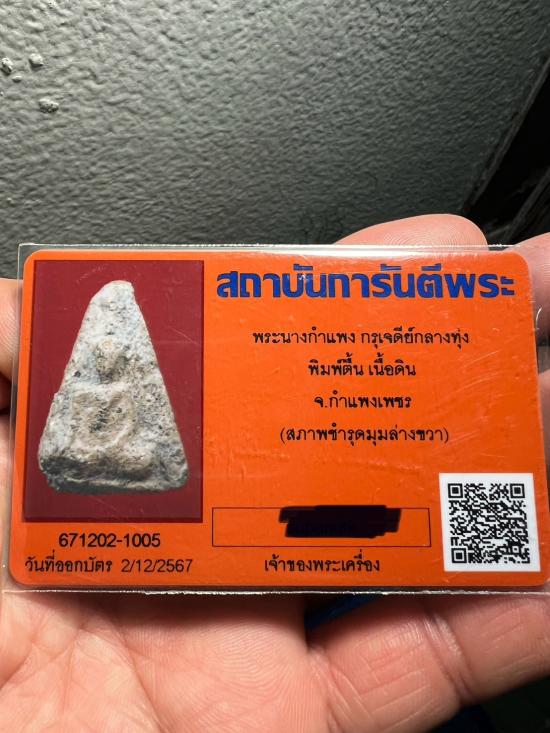 สถาบันการันตีพระ
พระนางกำแพง กรุเจดีย์กลางทุ่ง
พิมพ์ตื้น เนื้อดิน
จ.กำแพงเพชร
(สภาพชำรุดมุมล่างขวา)
671202-1005
วันที่ออกบัตร 2/12/2567
เจ้าของพระเครื่อง